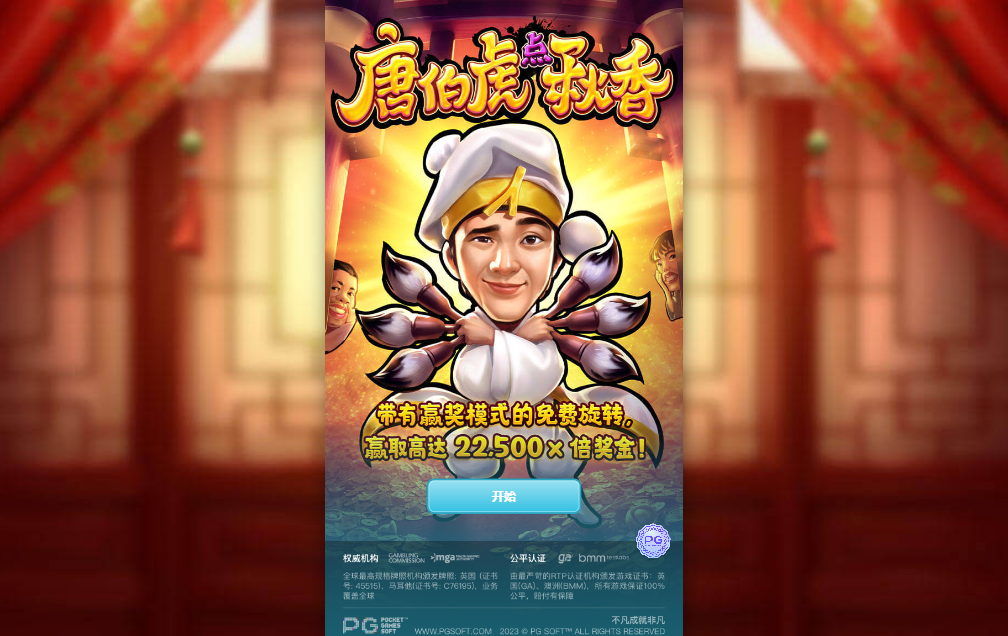 唐伯虎点秋香
带有赢奖模式的免费旋转,
赢取高达 22,500x 倍奖金!
开始
权威机构 GAMBLING COMMISSION mga
全球最高规格牌照机构颁发牌照: 英国 (证书号: 45515)、马耳他(证书号: C76195), 业务覆盖全球
公平认证 ga bmm testlabs
由最严苛的RTP认证机构颁发游戏证书: 英国(GA)、澳洲(BMM), 所有游戏保证100%公平, 赔付有保障
PG
PG POCKET GAMES SOFT
不凡成就非凡
WWW.PGSOFT.COM 2023 © PG SOFT™ ALL RIGHTS RESERVED